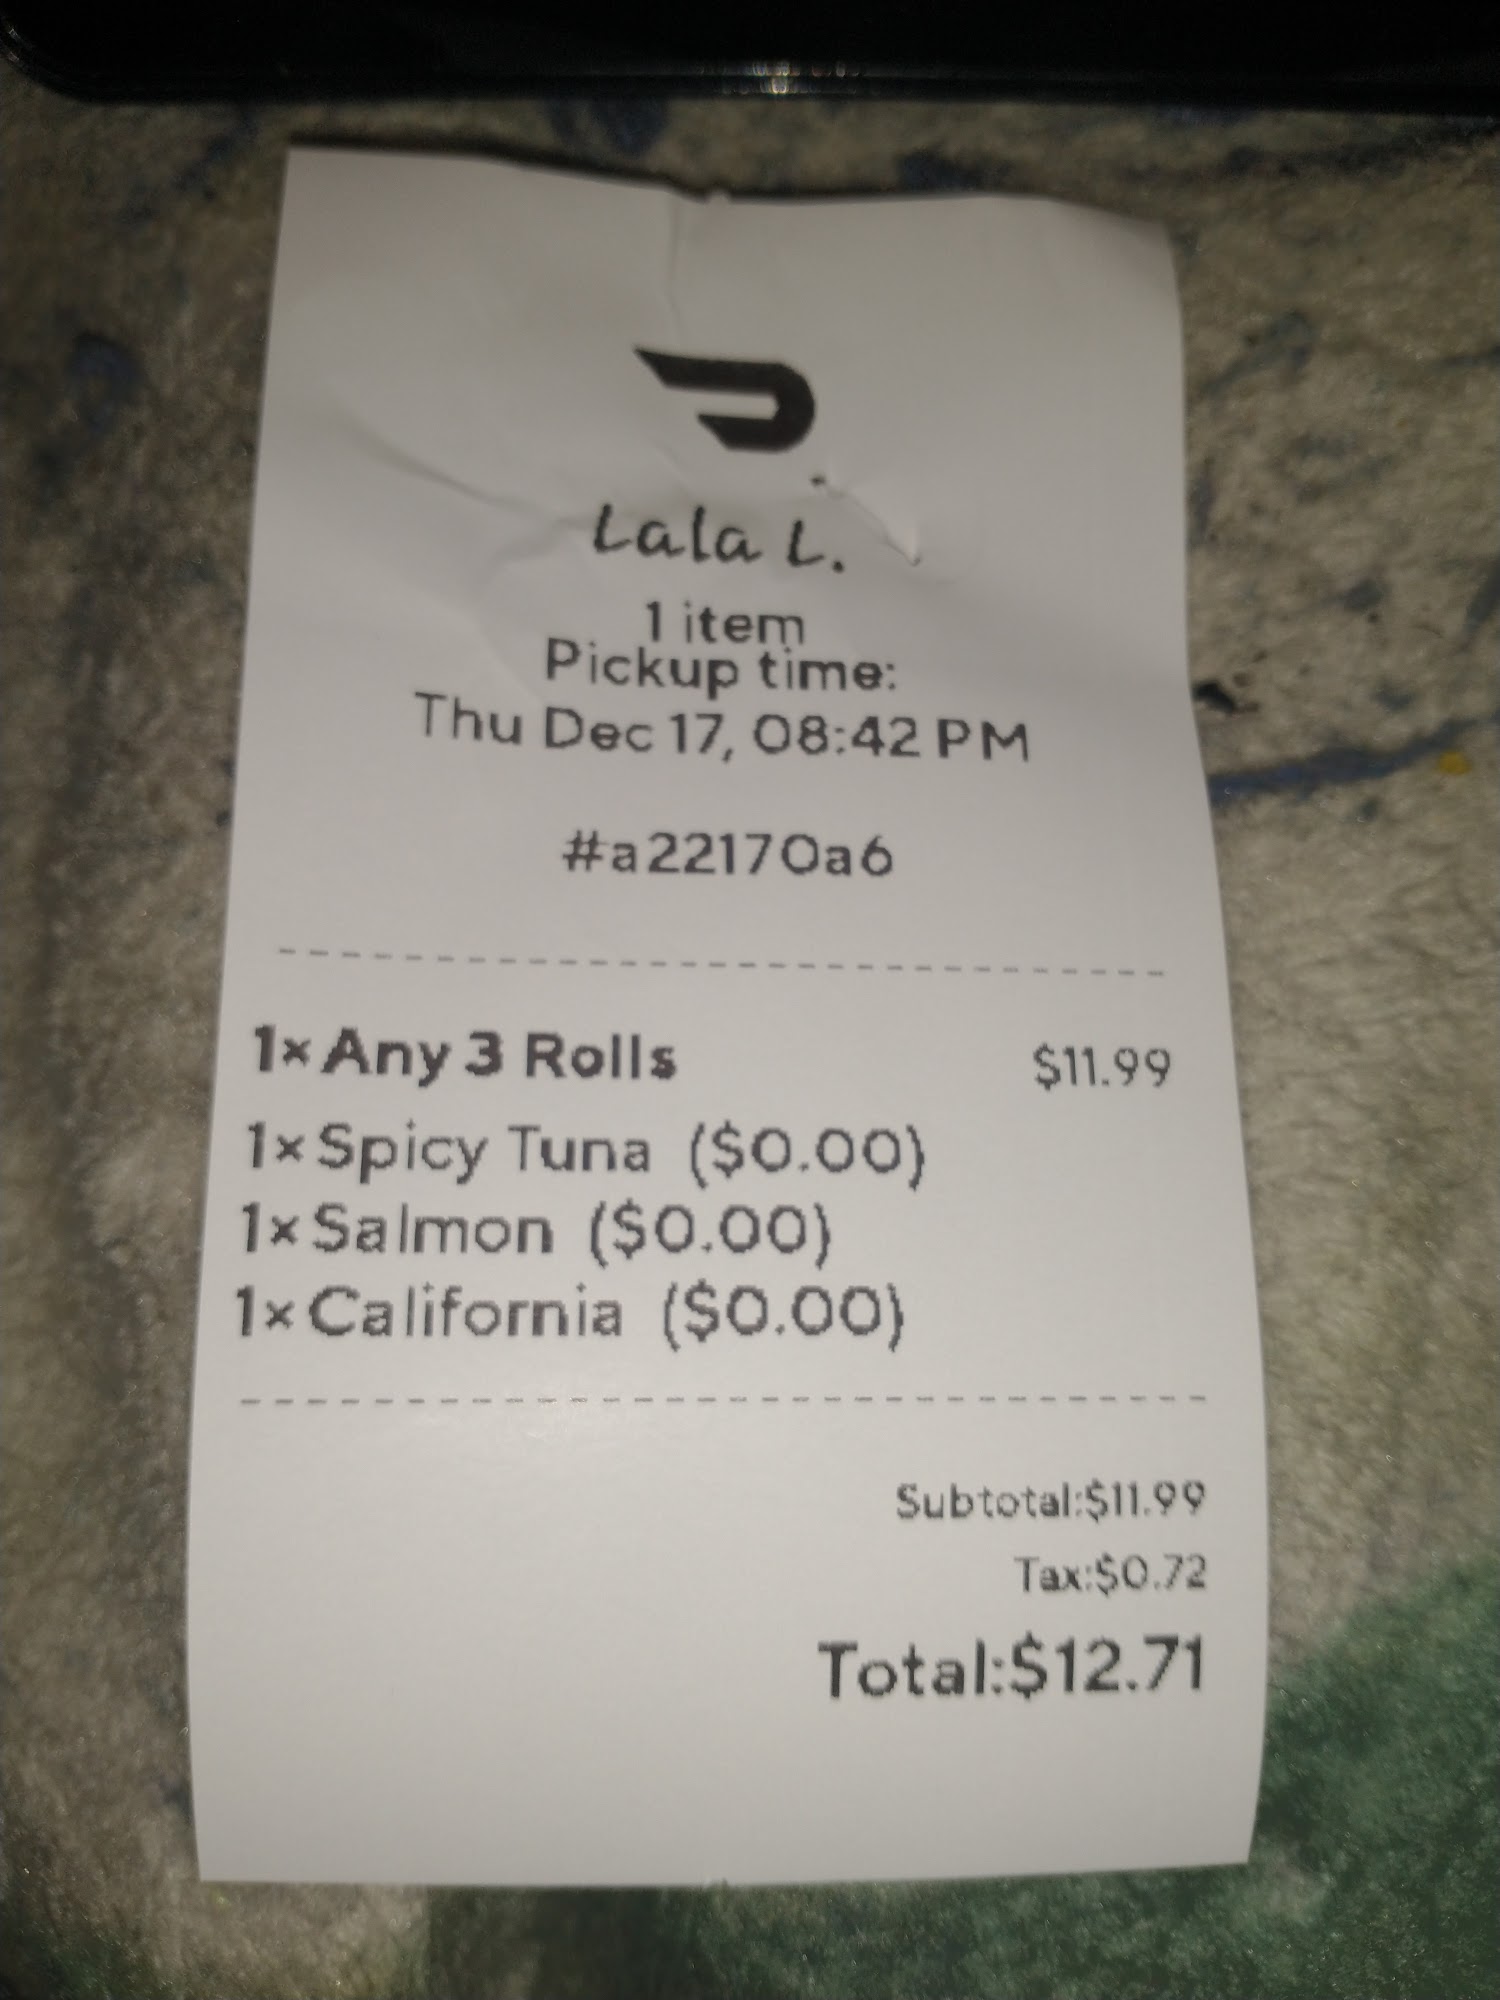 Lala L.
1 item
Pickup time:
Thu Dec 17, 08:42 PM
#a22170a6
1× Any 3 Rolls $11.99
1× Spicy Tuna ($0.00)
1× Salmon ($0.00)
1× California ($0.00)
Subtotal:$11.99
Tax:$0.72
Total:$12.71